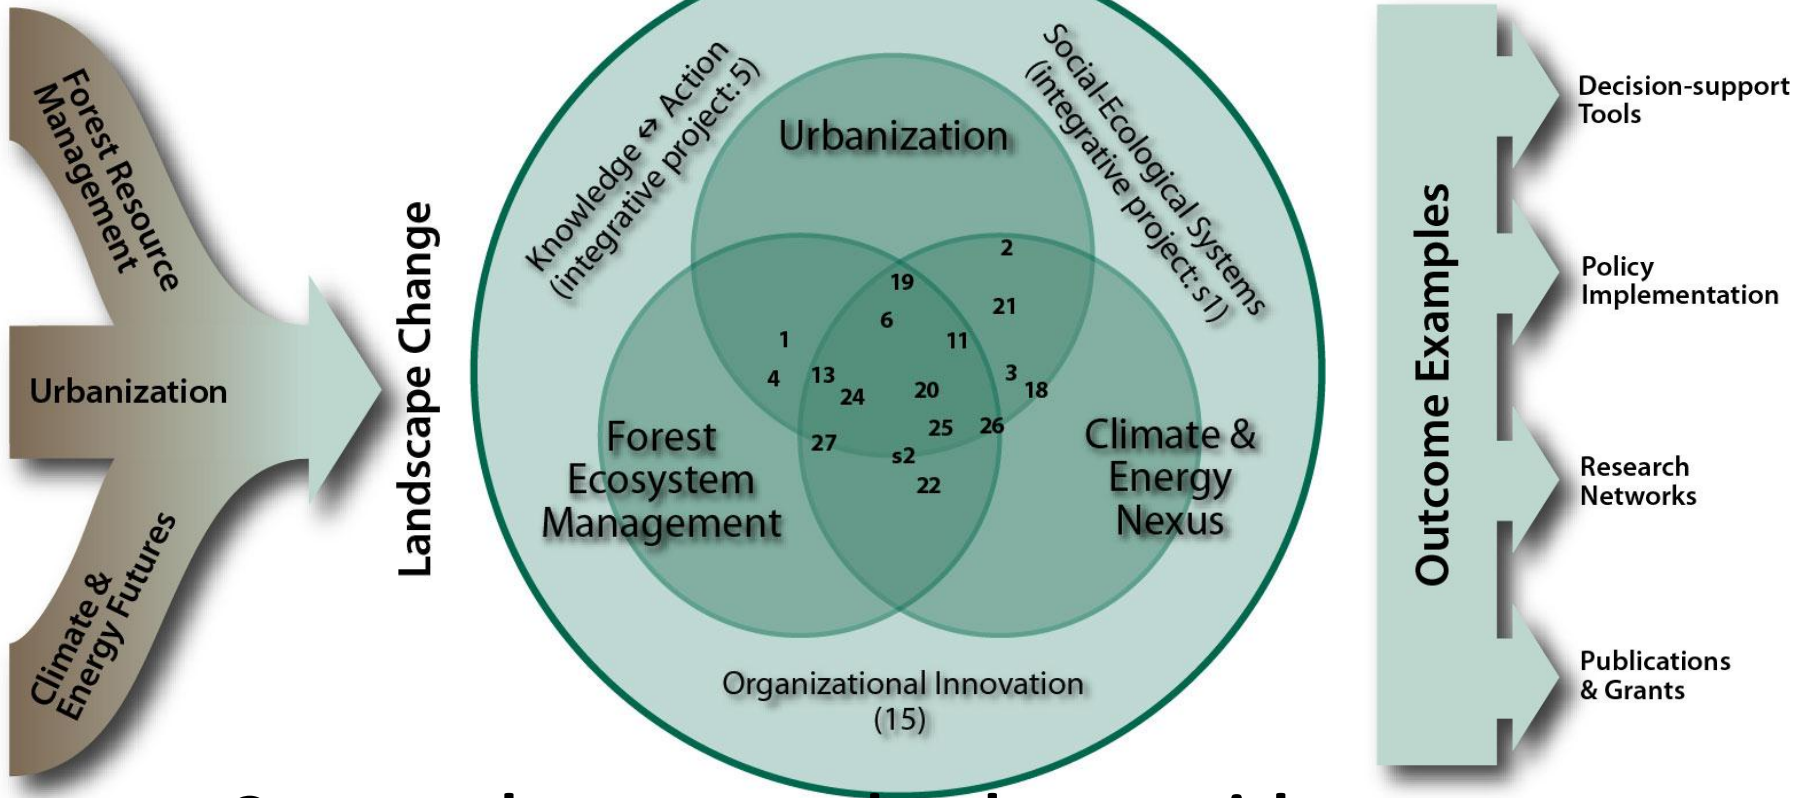 Forest Resource
Management
Urbanization
Climate &
Energy Futures
Landscape Change
Knowledge ↔ Action
(integrative project: 5)
Social-Ecological Systems
(integrative project: s1)
Urbanization
2
19
21
6
1
11
4
13
3
24
20
18
25
26
27
s2
22
Forest
Ecosystem
Management
Climate &
Energy
Nexus
Organizational Innovation
(15)
Outcome Examples
Decision-support
Tools
Policy
Implementation
Research
Networks
Publications
& Grants